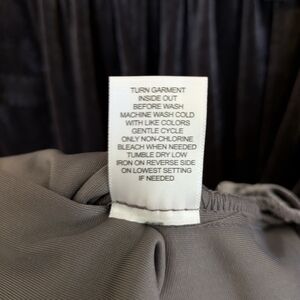 TURN GARMENT
INSIDE OUT
BEFORE WASH
MACHINE WASH COLD
WITH LIKE COLORS
GENTLE CYCLE
ONLY NON-CHLORINE
BLEACH WHEN NEEDED
TUMBLE DRY LOW
IRON ON REVERSE SIDE
ON LOWEST SETTING
IF NEEDED